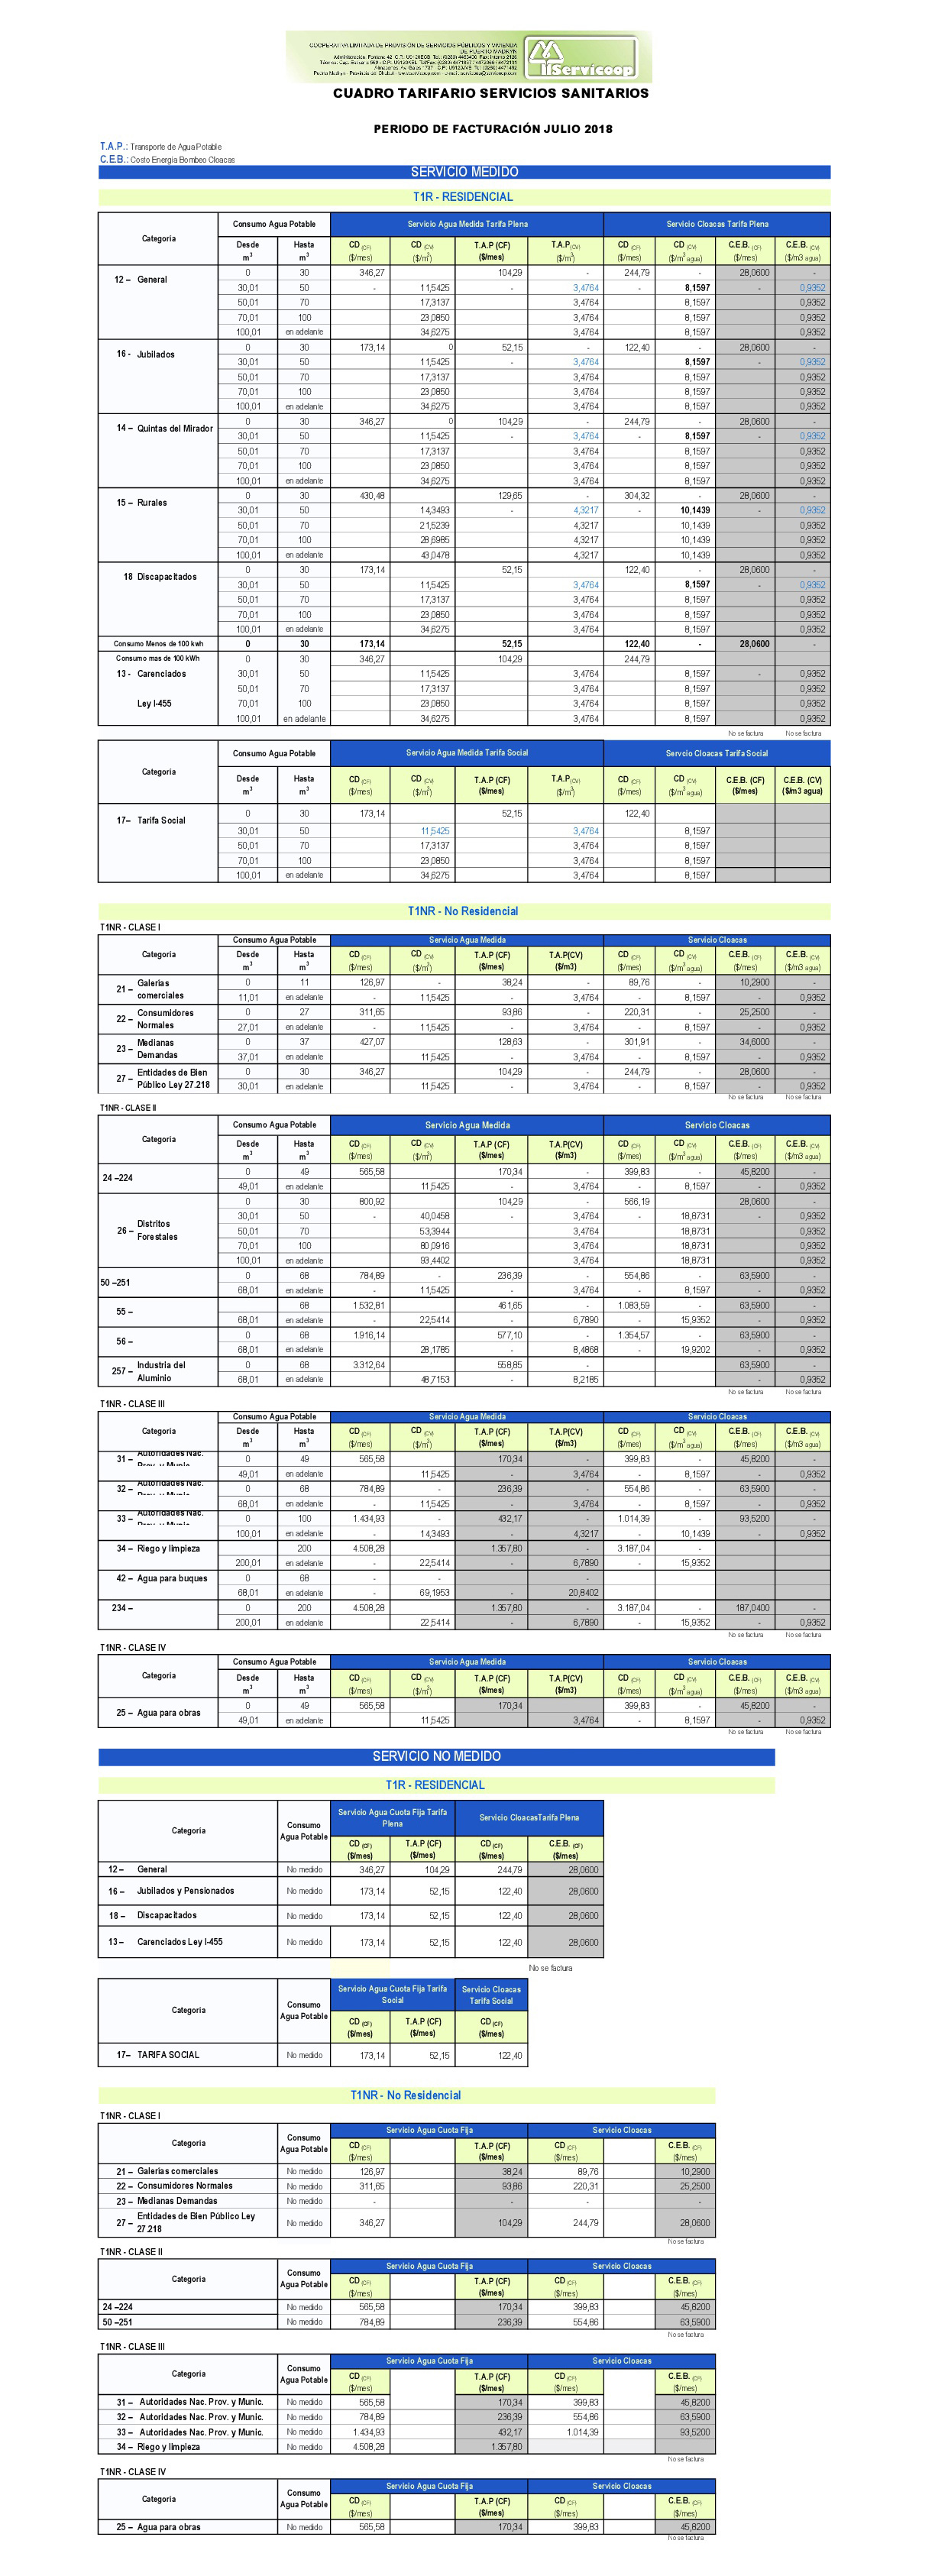 COOPERATIVA LIMITADA DE PROVISION DE SERVICIOS PÚBLICOS Y VIVIENDA
DE PUERTO MADRYN
Servicoop
CUADRO TARIFARIO SERVICIOS SANITARIOS
PERIODO DE FACTURACIÓN JULIO 2018
T.A.P.: Transporte de Agua Potable
C.E.B.: Costo Energía Bombeo Cloacas
SERVICIO MEDIDO
T1R - RESIDENCIAL
Categoría Consumo Agua Potable Servicio Agua Medida Tarifa Plena Servicio Cloacas Tarifa Plena
Desde m3 Hasta m3 CD (CF) ($/mes) CD (CV) ($/m3) T.A.P (CF) ($/mes) T.A.P (CV) ($/m3) CD (CF) ($/mes) CD (CV) ($/m3 agua) C.E.B. (CF) ($/mes) C.E.B. (CV) ($/m3 agua)
12 – General 0 30 346,27 104,29 - 244,79 - 28,0600 -
30,01 50 - 11,5425 - 3,4764 - 8,1597 - 0,9352
50,01 70 17,3137 3,4764 8,1597 0,9352
70,01 100 23,0850 3,4764 8,1597 0,9352
100,01 en adelante 34,6275 3,4764 8,1597 0,9352
16 - Jubilados 0 30 173,14 0 52,15 - 122,40 - 28,0600 -
30,01 50 11,5425 - 3,4764 8,1597 - 0,9352
50,01 70 17,3137 3,4764 8,1597 0,9352
70,01 100 23,0850 3,4764 8,1597 0,9352
100,01 en adelante 34,6275 3,4764 8,1597 0,9352
14 – Quintas del Mirador 0 30 346,27 0 104,29 - 244,79 - 28,0600 -
30,01 50 11,5425 - 3,4764 - 8,1597 - 0,9352
50,01 70 17,3137 3,4764 8,1597 0,9352
70,01 100 23,0850 3,4764 8,1597 0,9352
100,01 en adelante 34,6275 3,4764 8,1597 0,9352
15 – Rurales 0 30 430,48 129,65 - 304,32 - 28,0600 -
30,01 50 14,3493 - 4,3217 - 10,1439 - 0,9352
50,01 70 21,5239 4,3217 10,1439 0,9352
70,01 100 28,6985 4,3217 10,1439 0,9352
100,01 en adelante 43,0478 4,3217 10,1439 0,9352
18 Discapacitados 0 30 173,14 52,15 - 122,40 - 28,0600 -
30,01 50 11,5425 3,4764 8,1597 - 0,9352
50,01 70 17,3137 3,4764 8,1597 0,9352
70,01 100 23,0850 3,4764 8,1597 0,9352
100,01 en adelante 34,6275 3,4764 8,1597 0,9352
Consumo Menos de 100 kwh 0 30 173,14 52,15 122,40 - 28,0600 -
Consumo mas de 100 kWh 0 30 346,27 104,29 244,79
13 - Carenciados 30,01 50 11,5425 3,4764 8,1597 - 0,9352
50,01 70 17,3137 3,4764 8,1597 0,9352
Ley I-455 70,01 100 23,0850 3,4764 8,1597 0,9352
100,01 en adelante 34,6275 3,4764 8,1597 0,9352
No se factura No se factura
Categoría Consumo Agua Potable Servicio Agua Medida Tarifa Social Servcio Cloacas Tarifa Social
Desde m3 Hasta m3 CD (CF) ($/mes) CD (CV) ($/m3) T.A.P (CF) ($/mes) T.A.P (CV) ($/m3) CD (CF) ($/mes) CD (CV) ($/m3 agua) C.E.B. (CF) ($/mes) C.E.B. (CV) ($/m3 agua)
17– Tarifa Social 0 30 173,14 52,15 122,40
30,01 50 11,5425 3,4764 8,1597
50,01 70 17,3137 3,4764 8,1597
70,01 100 23,0850 3,4764 8,1597
100,01 en adelante 34,6275 3,4764 8,1597
T1NR - No Residencial
T1NR - CLASE I
Categoría Consumo Agua Potable Servicio Agua Medida Servicio Cloacas
Desde m3 Hasta m3 CD (CF) ($/mes) CD (CV) ($/m3) T.A.P (CF) ($/mes) T.A.P(CV) ($/m3) CD (CF) ($/mes) CD (CV) ($/m3 agua) C.E.B. (CF) ($/mes) C.E.B. (CV) ($/m3 agua)
21 – Galerías comerciales 0 11 126,97 - 38,24 - 89,76 - 10,2900 -
11,01 en adelante - 11,5425 - 3,4764 - 8,1597 - 0,9352
22 – Consumidores Normales 0 27 311,65 93,86 - 220,31 - 25,2500 -
27,01 en adelante - 11,5425 - 3,4764 - 8,1597 - 0,9352
23 – Medianas Demandas 0 37 427,07 128,63 - 301,91 - 34,6000 -
37,01 en adelante 11,5425 - 3,4764 - 8,1597 - 0,9352
27 – Entidades de Bien Público Ley 27.218 0 30 346,27 104,29 - 244,79 - 28,0600 -
30,01 en adelante 11,5425 - 3,4764 - 8,1597 - 0,9352
No se factura No se factura
T1NR - CLASE II
Categoría Consumo Agua Potable Servicio Agua Medida Servicio Cloacas
Desde m3 Hasta m3 CD (CF) ($/mes) CD (CV) ($/m3) T.A.P (CF) ($/mes) T.A.P(CV) ($/m3) CD (CF) ($/mes) CD (CV) ($/m3 agua) C.E.B. (CF) ($/mes) C.E.B. (CV) ($/m3 agua)
24 –224 0 49 565,58 170,34 - 399,83 - 45,8200 -
49,01 en adelante 11,5425 - 3,4764 - 8,1597 - 0,9352
26 – Distritos Forestales 0 30 800,92 104,29 - 566,19 28,0600 -
30,01 50 - 40,0458 - 3,4764 - 18,8731 - 0,9352
50,01 70 53,3944 3,4764 18,8731 0,9352
70,01 100 80,0916 3,4764 18,8731 0,9352
100,01 en adelante 93,4402 3,4764 18,8731 0,9352
50 –251 0 68 784,89 - 236,39 - 554,86 - 63,5900 -
68,01 en adelante - 11,5425 - 3,4764 - 8,1597 - 0,9352
55 – 68 1.532,81 461,65 - 1.083,59 - 63,5900 -
68,01 en adelante 22,5414 - 6,7890 - 15,9352 - 0,9352
56 – 0 68 1.916,14 577,10 - 1.354,57 - 63,5900 -
68,01 en adelante 28,1785 - 8,4868 - 19,9202 - 0,9352
257 – Industria del Aluminio 0 68 3.312,64 558,85 - 63,5900 -
68,01 en adelante 48,7153 - 8,2185 - 0,9352
No se factura No se factura
T1NR - CLASE III
Categoría Consumo Agua Potable Servicio Agua Medida Servicio Cloacas
Desde m3 Hasta m3 CD (CF) ($/mes) CD (CV) ($/m3) T.A.P (CF) ($/mes) T.A.P(CV) ($/m3) CD (CF) ($/mes) CD (CV) ($/m3 agua) C.E.B. (CF) ($/mes) C.E.B. (CV) ($/m3 agua)
31 – Autoridades Nac. Prov. y Munic. 0 49 565,58 170,34 - 399,83 - 45,8200 -
49,01 en adelante 11,5425 - 3,4764 - 8,1597 - 0,9352
32 – Autoridades Nac. Prov. y Munic. 0 68 784,89 - 236,39 - 554,86 - 63,5900 -
68,01 en adelante - 11,5425 - 3,4764 - 8,1597 - 0,9352
33 – Autoridades Nac. Prov. y Munic. 0 100 1.434,93 432,17 - 1.014,39 - 93,5200 -
100,01 en adelante - 14,3493 - 4,3217 - 10,1439 - 0,9352
34 – Riego y limpieza 200 4.508,28 1.357,80 - 3.187,04 -
200,01 en adelante - 22,5414 - 6,7890 - 15,9352
42 – Agua para buques 0 68 - - -
68,01 en adelante - 69,1953 - 20,8402
234 – 0 200 4.508,28 1.357,80 - 3.187,04 - 187,0400 -
200,01 en adelante 22,5414 - 6,7890 - 15,9352 - 0,9352
No se factura No se factura
T1NR - CLASE IV
Categoría Consumo Agua Potable Servicio Agua Medida Servicio Cloacas
Desde m3 Hasta m3 CD (CF) ($/mes) CD (CV) ($/m3) T.A.P (CF) ($/mes) T.A.P(CV) ($/m3) CD (CF) ($/mes) CD (CV) ($/m3 agua) C.E.B. (CF) ($/mes) C.E.B. (CV) ($/m3 agua)
25 – Agua para obras 0 49 565,58 170,34 399,83 - 45,8200 -
49,01 en adelante 11,5425 3,4764 - 8,1597 - 0,9352
No se factura No se factura
SERVICIO NO MEDIDO
T1R - RESIDENCIAL
Categoría Consumo Agua Potable Servicio Agua Cuota Fija Tarifa Plena Servicio CloacasTarifa Plena
CD (CF) ($/mes) T.A.P (CF) ($/mes) CD (CF) ($/mes) C.E.B. (CF) ($/mes)
12 – General No medido 346,27 104,29 244,79 28,0600
16 – Jubilados y Pensionados No medido 173,14 52,15 122,40 28,0600
18 – Discapacitados No medido 173,14 52,15 122,40 28,0600
13 – Carenciados Ley I-455 No medido 173,14 52,15 122,40 28,0600
No se factura
Categoría Consumo Agua Potable Servicio Agua Cuota Fija Tarifa Social Servicio Cloacas Tarifa Social
CD (CF) ($/mes) T.A.P (CF) ($/mes) CD (CF) ($/mes)
17– TARIFA SOCIAL No medido 173,14 52,15 122,40
T1NR - No Residencial
T1NR - CLASE I
Categoría Consumo Agua Potable Servicio Agua Cuota Fija Servicio Cloacas
CD (CF) ($/mes) T.A.P (CF) ($/mes) CD (CF) ($/mes) C.E.B. (CF) ($/mes)
21 – Galerías comerciales No medido 126,97 38,24 89,76 10,2900
22 – Consumidores Normales No medido 311,65 93,86 220,31 25,2500
23 – Medianas Demandas No medido - - - -
27 – Entidades de Bien Público Ley 27.218 No medido 346,27 104,29 244,79 28,0600
No se factura
T1NR - CLASE II
Categoría Consumo Agua Potable Servicio Agua Cuota Fija Servicio Cloacas
CD (CF) ($/mes) T.A.P (CF) ($/mes) CD (CF) ($/mes) C.E.B. (CF) ($/mes)
24 –224 No medido 565,58 170,34 399,83 45,8200
50 –251 No medido 784,89 236,39 554,86 63,5900
No se factura
T1NR - CLASE III
Categoría Consumo Agua Potable Servicio Agua Cuota Fija Servicio Cloacas
CD (CF) ($/mes) T.A.P (CF) ($/mes) CD (CF) ($/mes) C.E.B. (CF) ($/mes)
31 – Autoridades Nac. Prov. y Munic. No medido 565,58 170,34 399,83 45,8200
32 – Autoridades Nac. Prov. y Munic. No medido 784,89 236,39 554,86 63,5900
33 – Autoridades Nac. Prov. y Munic. No medido 1.434,93 432,17 1.014,39 93,5200
34 – Riego y limpieza No medido 4.508,28 1.357,80
No se factura
T1NR - CLASE IV
Categoría Consumo Agua Potable Servicio Agua Cuota Fija Servicio Cloacas
CD (CF) ($/mes) T.A.P (CF) ($/mes) CD (CF) ($/mes) C.E.B. (CF) ($/mes)
25 – Agua para obras No medido 565,58 170,34 399,83 45,8200
No se factura